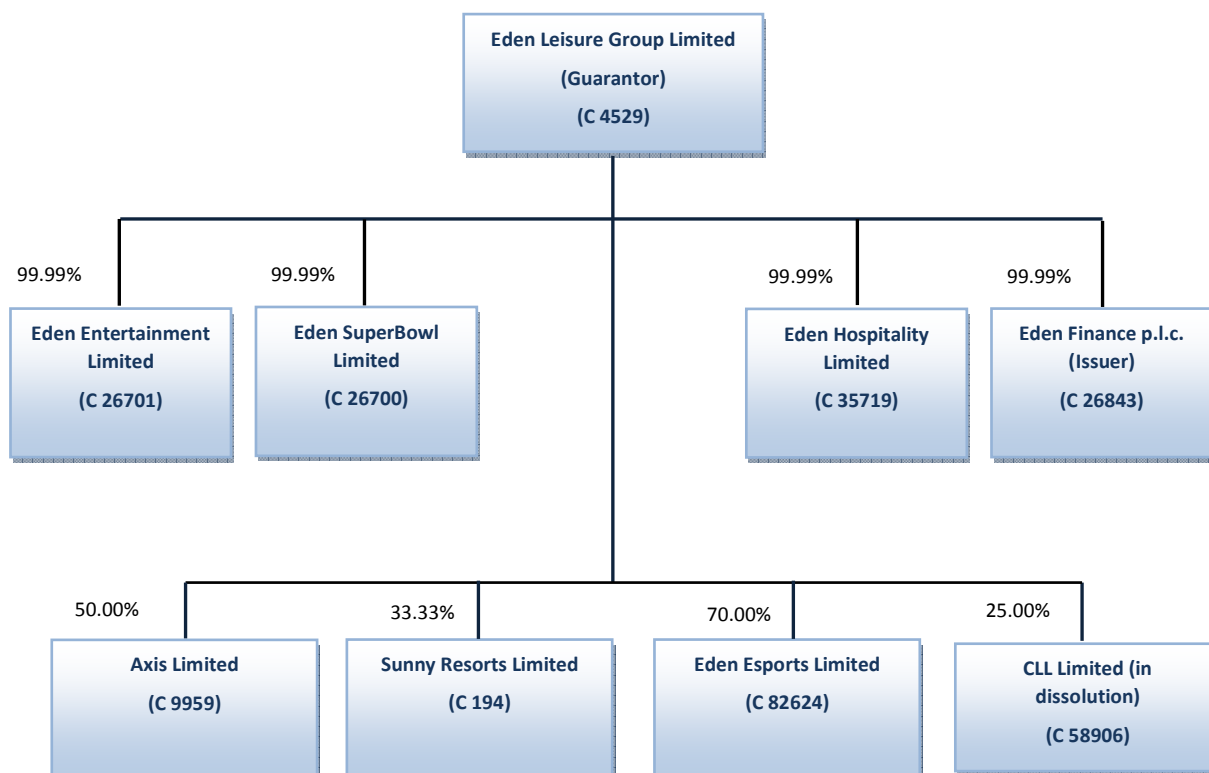 Eden Leisure Group Limited
(Guarantor)
(C 4529)
99.99%
99.99%
99.99%
99.99%
Eden Entertainment
Limited
(C 26701)
Eden SuperBowl
Limited
(C 26700)
Eden Hospitality
Limited
(C 35719)
Eden Finance p.l.c.
(Issuer)
(C 26843)
50.00%
33.33%
70.00%
25.00%
Axis Limited
(C 9959)
Sunny Resorts Limited
(C 194)
Eden Esports Limited
(C 82624)
CLL Limited (in
dissolution)
(C 58906)